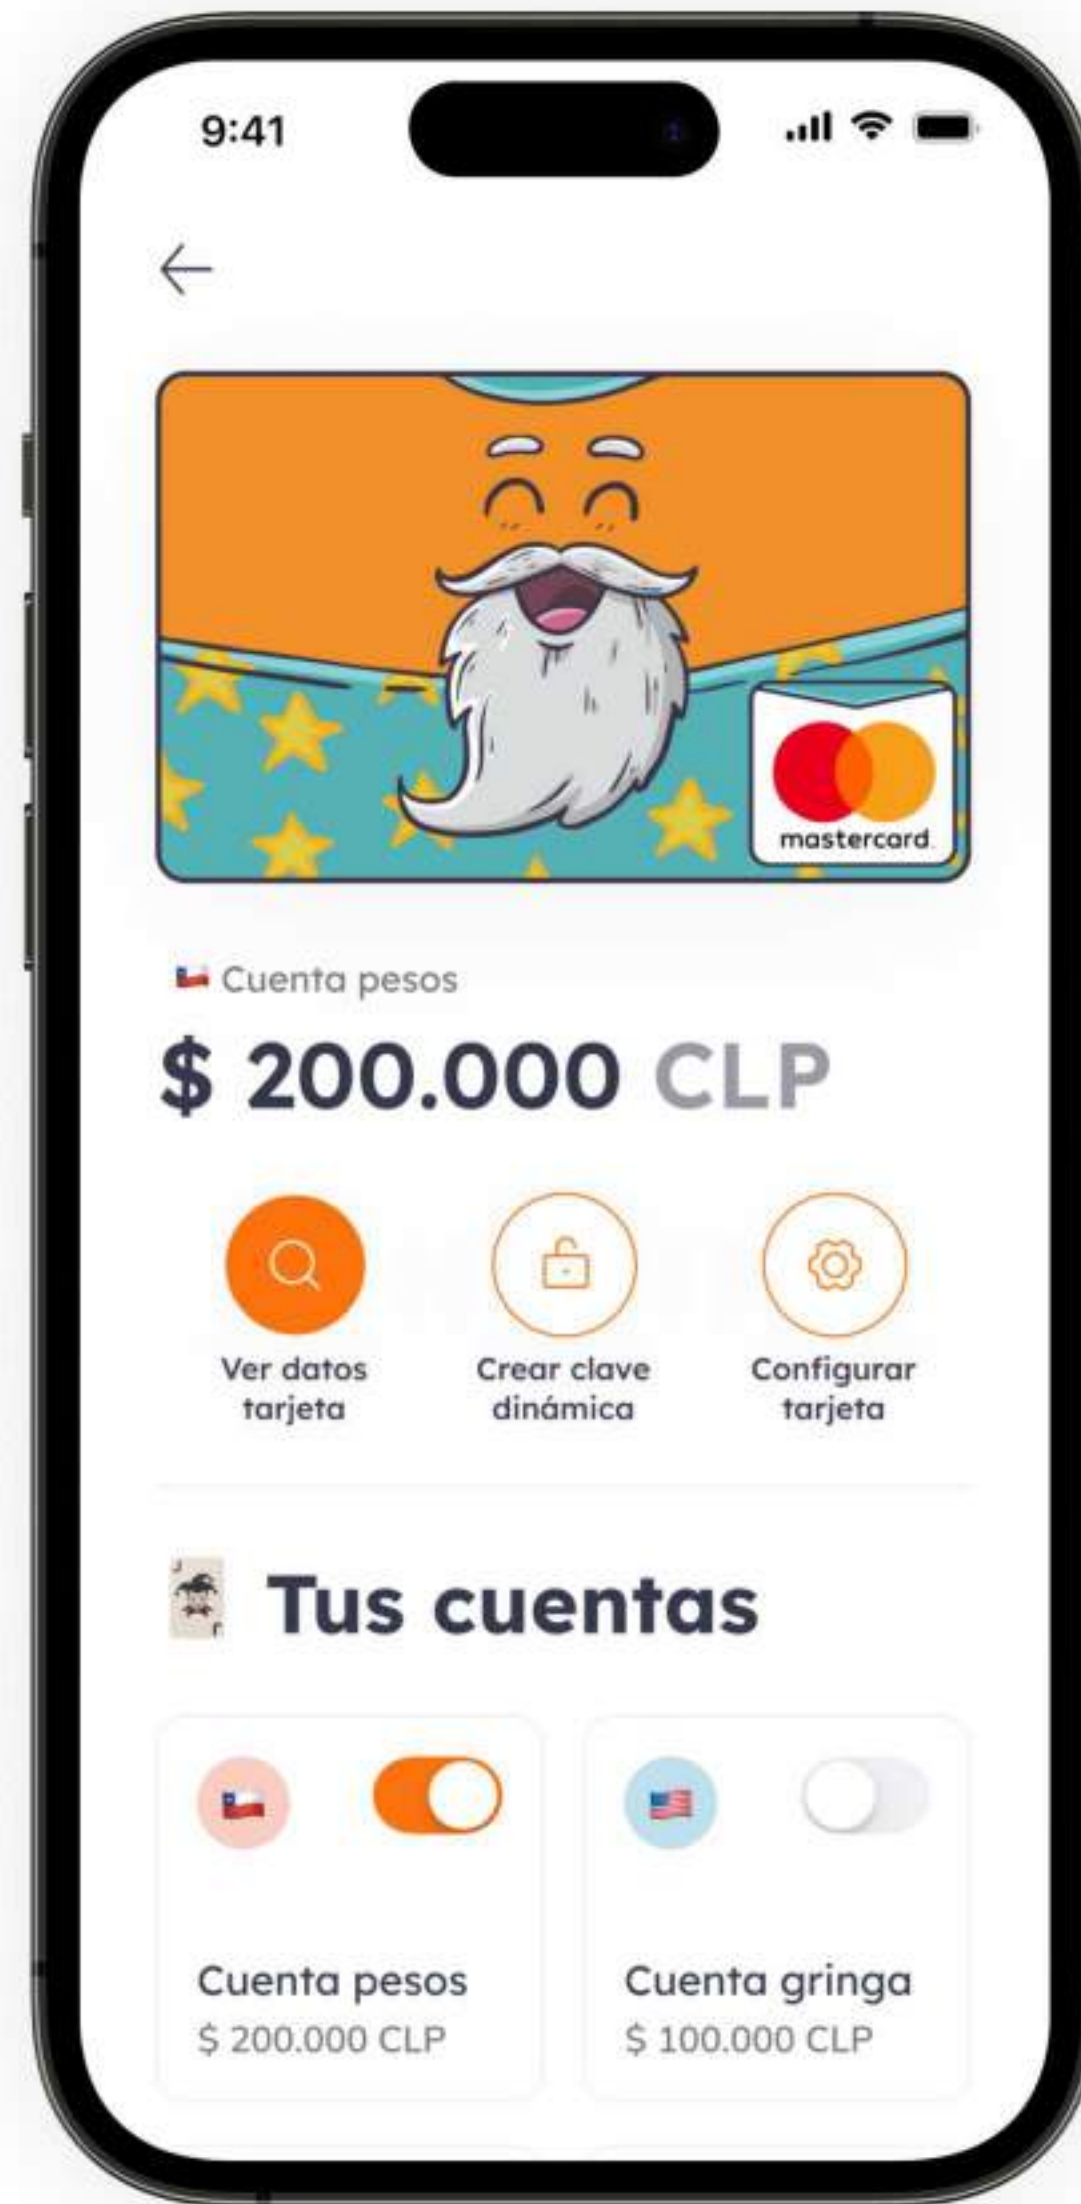 9:41
mastercard.
Cuenta pesos
$ 200.000 CLP
Ver datos
tarjeta
Crear clave
dinámica
Configurar
tarjeta
Tus cuentas
Cuenta pesos
$ 200.000 CLP
Cuenta gringa
$ 100.000 CLP